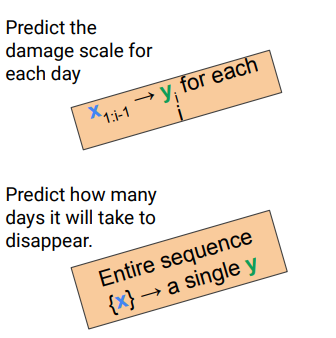 Predict the
damage scale for
each day
x1:i-1 → yi for each
i
Predict how many
days it will take to
disappear.
Entire sequence
{x} → a single y